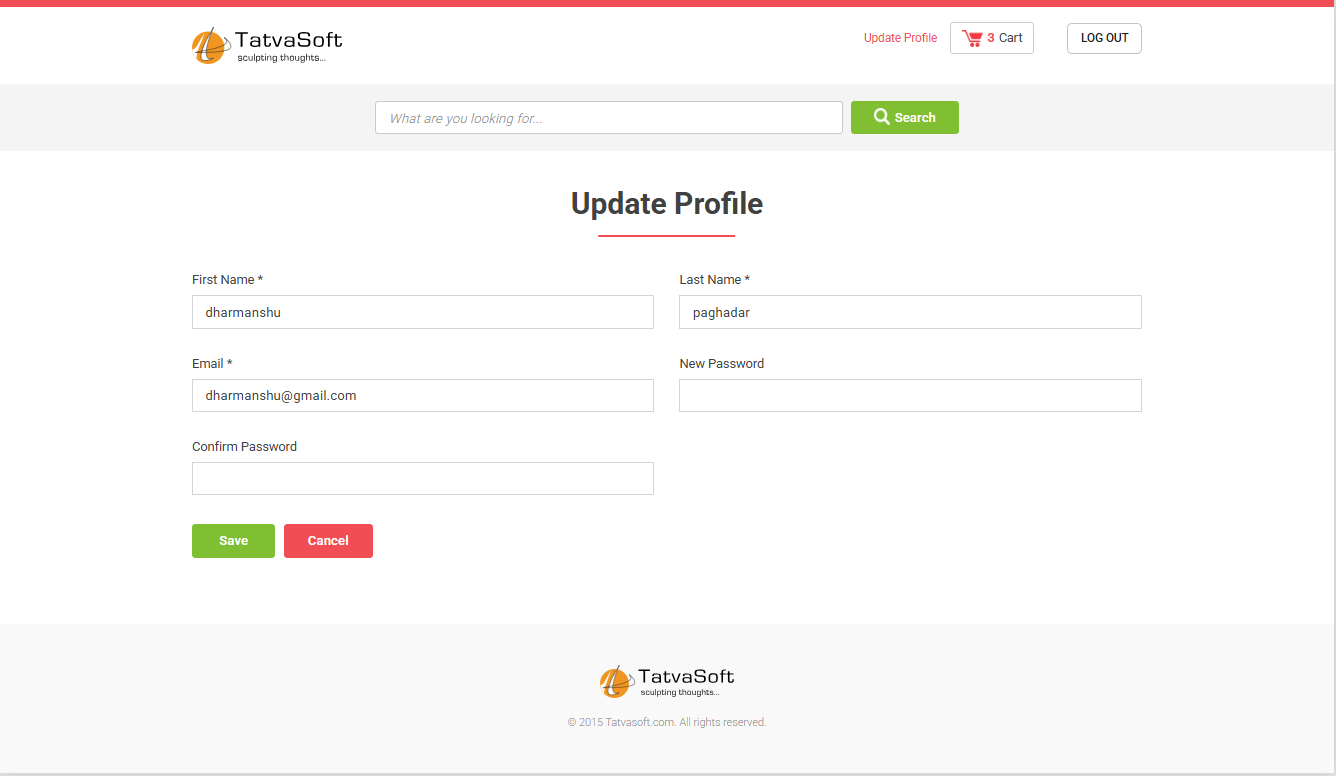 TatvaSoft
sculpting thoughts...
Update Profile
3 Cart
LOG OUT
What are you looking for...
Search
Update Profile
First Name *
Last Name *
dharmanshu
paghadar
Email *
New Password
dharmanshu@gmail.com
Confirm Password
Save
Cancel
TatvaSoft
sculpting thoughts...
© 2015 Tatvasoft.com. All rights reserved.